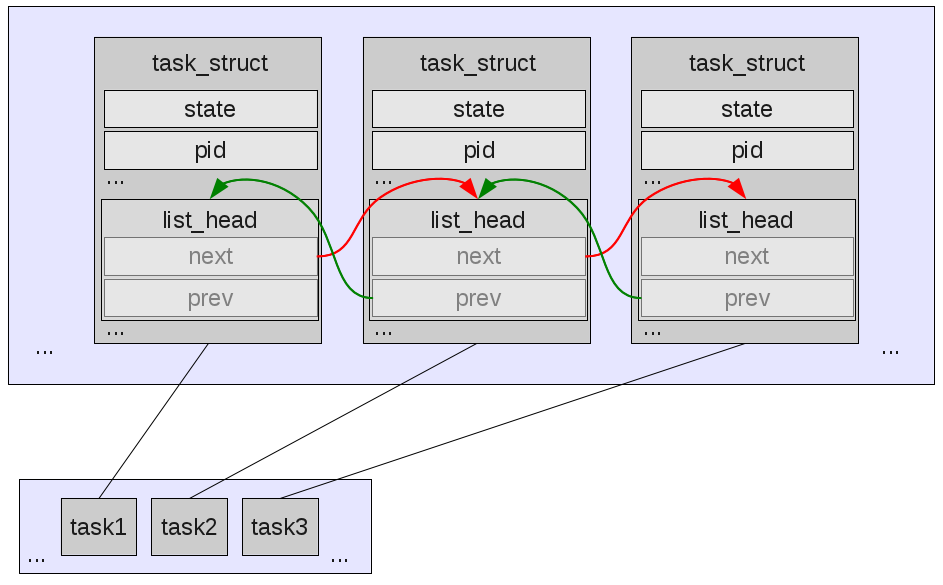 task_struct task_struct task_struct
state state state
pid pid pid
... ... ...
list_head list_head list_head
next next next
prev prev prev
... ... ...
... ...
task1 task2 task3
... ...